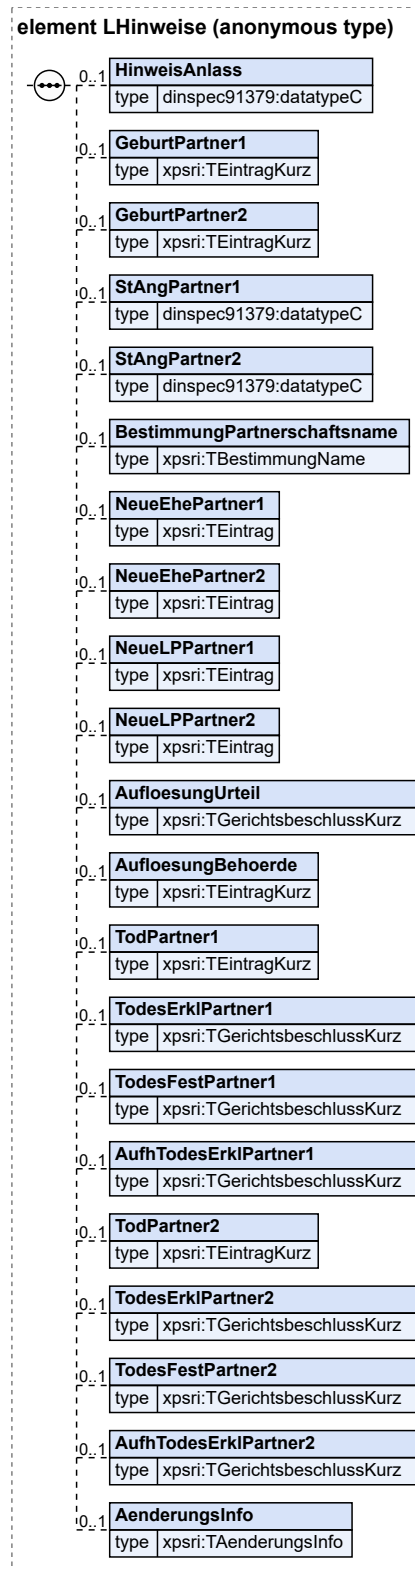 element LHinweise (anonymous type)
0..1 HinweisAnlass
type dinspec91379:datatypeC
0..1 GeburtPartner1
type xpsri:TEintragKurz
0..1 GeburtPartner2
type xpsri:TEintragKurz
0..1 StAngPartner1
type dinspec91379:datatypeC
0..1 StAngPartner2
type dinspec91379:datatypeC
0..1 BestimmungPartnerschaftsname
type xpsri:TBestimmungName
0..1 NeueEhePartner1
type xpsri:TEintrag
0..1 NeueEhePartner2
type xpsri:TEintrag
0..1 NeueLPPartner1
type xpsri:TEintrag
0..1 NeueLPPartner2
type xpsri:TEintrag
0..1 AufloesungUrteil
type xpsri:TGerichtsbeschlussKurz
0..1 AufloesungBehoerde
type xpsri:TEintragKurz
0..1 TodPartner1
type xpsri:TEintragKurz
0..1 TodesErklPartner1
type xpsri:TGerichtsbeschlussKurz
0..1 TodesFestPartner1
type xpsri:TGerichtsbeschlussKurz
0..1 AufhTodesErklPartner1
type xpsri:TGerichtsbeschlussKurz
0..1 TodPartner2
type xpsri:TEintragKurz
0..1 TodesErklPartner2
type xpsri:TGerichtsbeschlussKurz
0..1 TodesFestPartner2
type xpsri:TGerichtsbeschlussKurz
0..1 AufhTodesErklPartner2
type xpsri:TGerichtsbeschlussKurz
0..1 AenderungsInfo
type xpsri:TAenderungsInfo